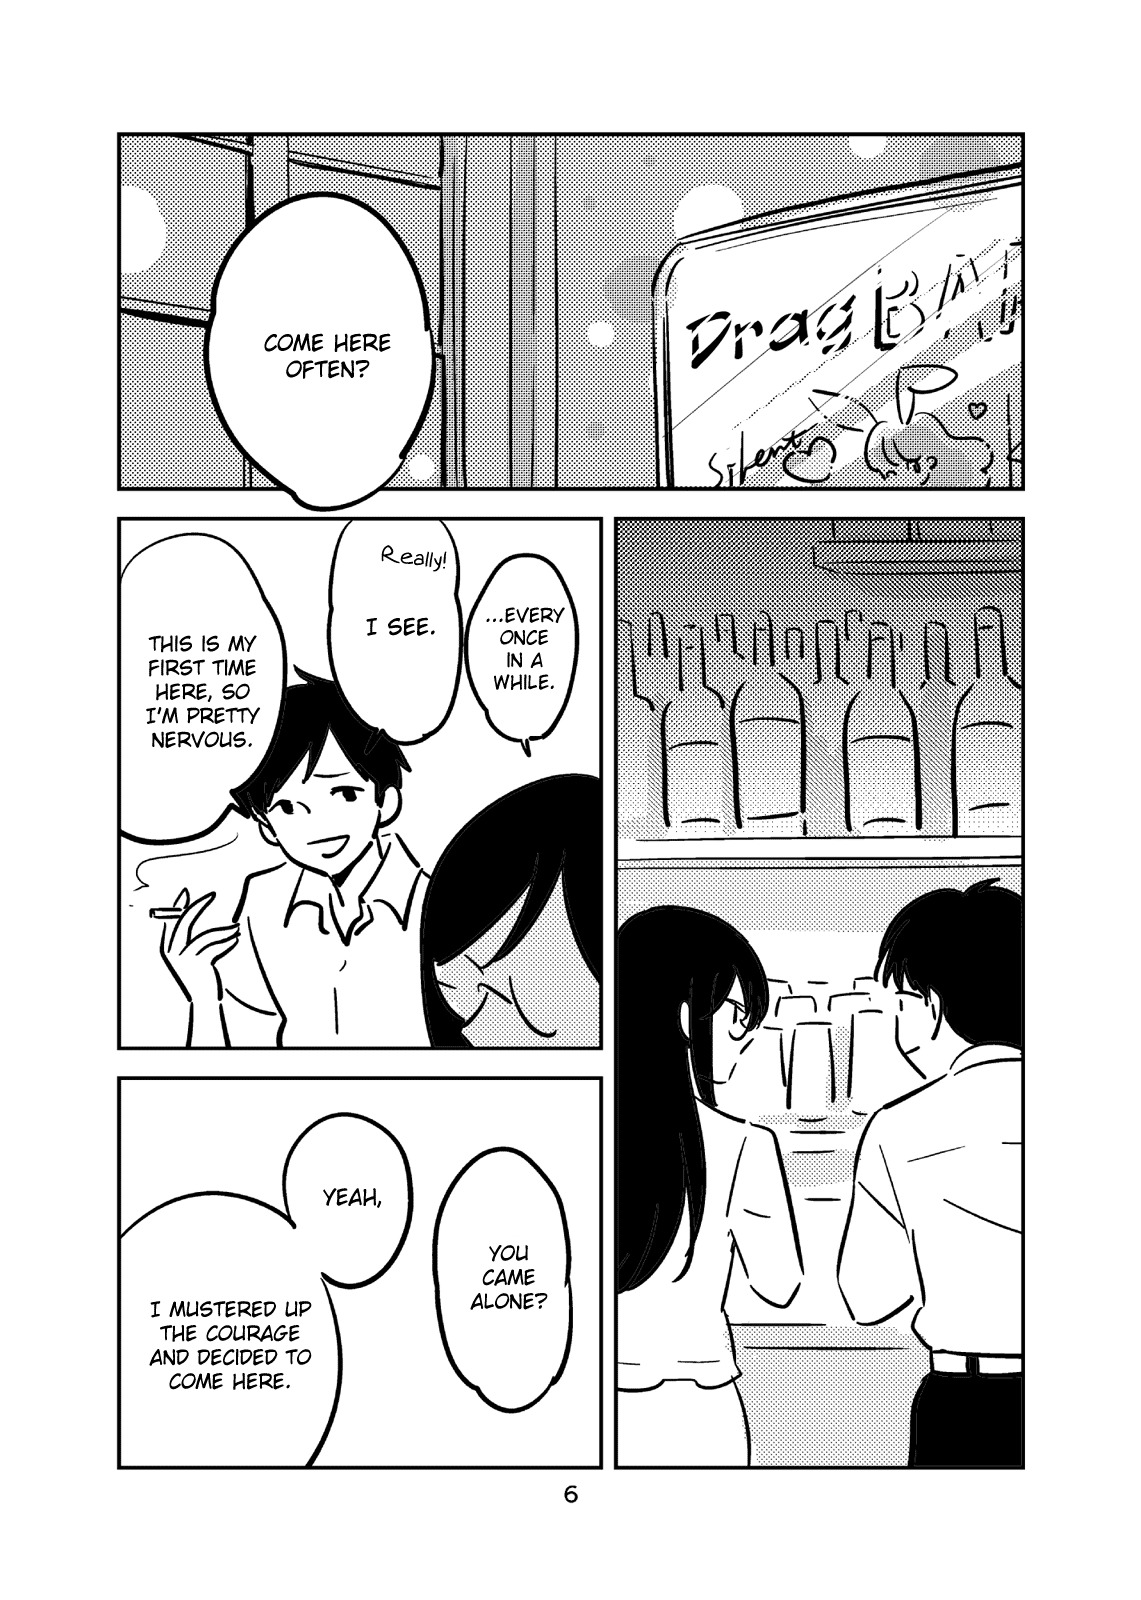 COME HERE
OFTEN?
Drag BAR
Silent
...EVERY
ONCE
IN A
WHILE.
Really!
I SEE.
THIS IS MY
FIRST TIME
HERE, SO
I'M PRETTY
NERVOUS.
YOU
CAME
ALONE?
YEAH,
I MUSTERED UP
THE COURAGE
AND DECIDED TO
COME HERE.
6